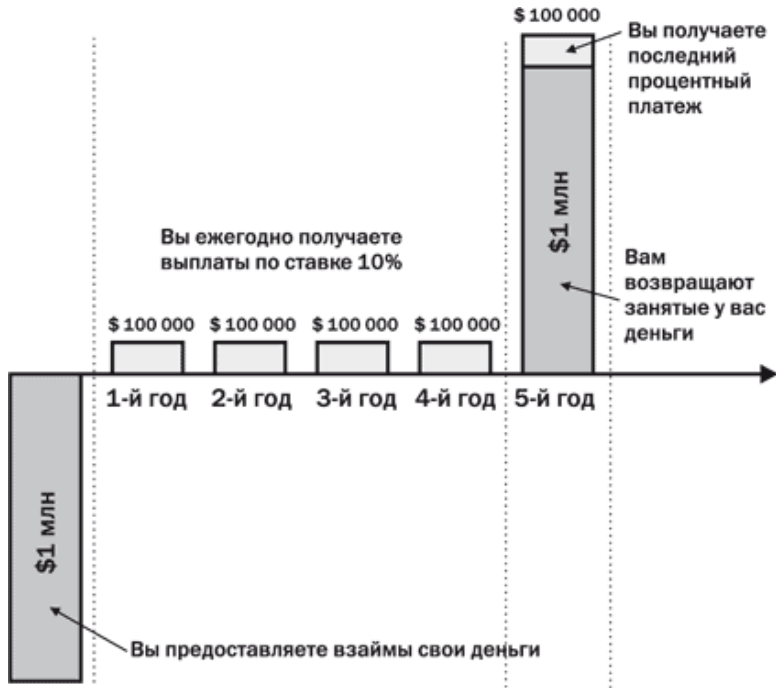 $ 100 000
Вы получаете
последний
процентный
платеж
$1 млн
Вы ежегодно получаете
выплаты по ставке 10%
Вам
возвращают
занятые у вас
деньги
$ 100 000
$ 100 000
$ 100 000
$ 100 000
1-й год
2-й год
3-й год
4-й год
5-й год
$1 млн
Вы предоставляете взаймы свои деньги